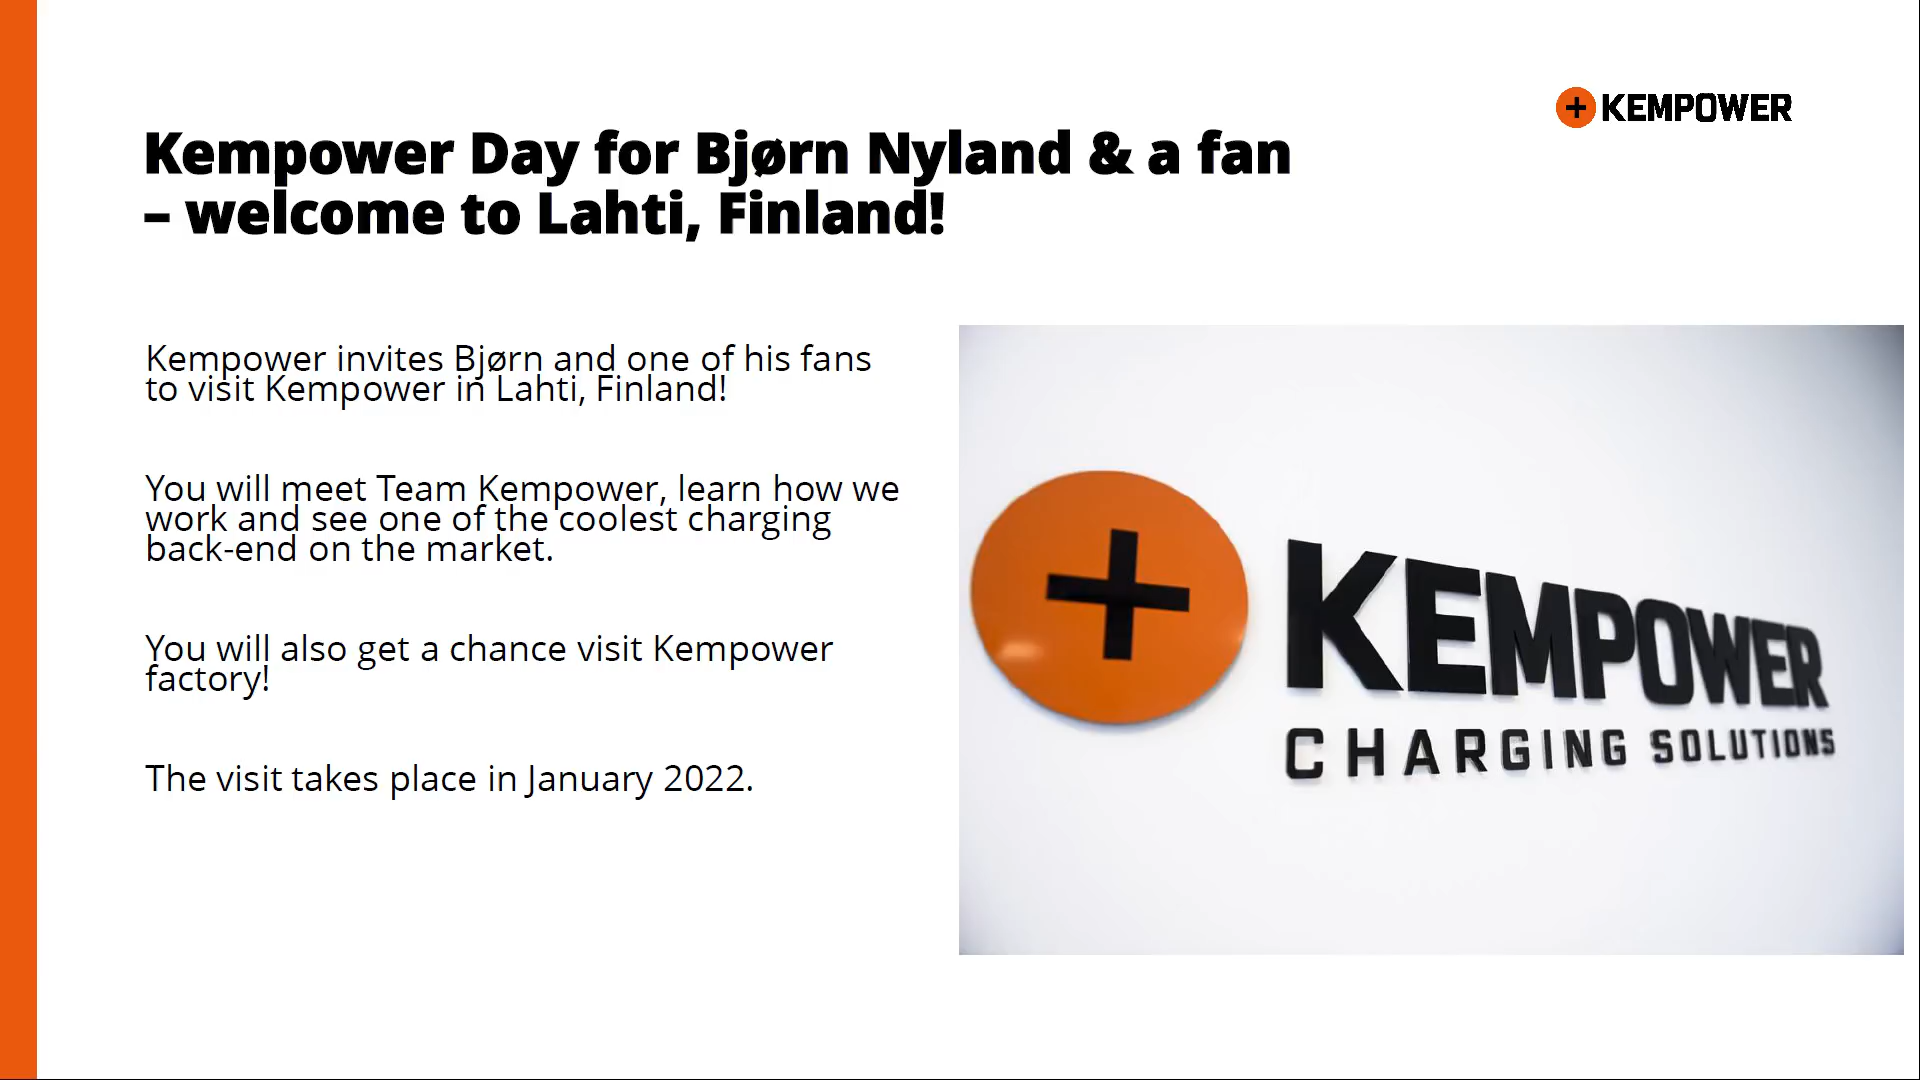 KEMPOWER
Kempower Day for Bjørn Nyland & a fan
– welcome to Lahti, Finland!
Kempower invites Bjørn and one of his fans
to visit Kempower in Lahti, Finland!
You will meet Team Kempower, learn how we
work and see one of the coolest charging
back-end on the market.
You will also get a chance visit Kempower
factory!
The visit takes place in January 2022.
KEMPOWER
CHARGING SOLUTIONS